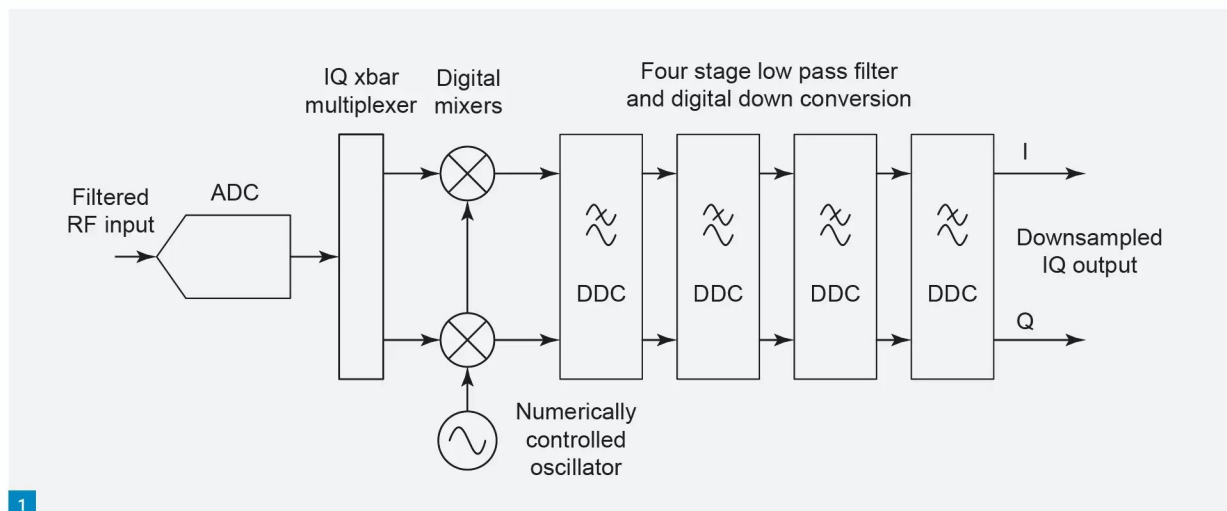 IQ xbar
multiplexer
Digital
mixers
Four stage low pass filter
and digital down conversion
Filtered
RF input
ADC
DDC
DDC
DDC
DDC
I
Downsampled
IQ output
Q
Numerically
controlled
oscillator
1